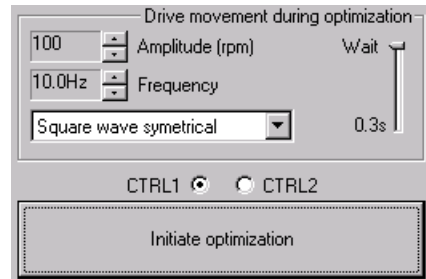 Drive movement during optimization
100 Amplitude (rpm) Wait
10.0Hz Frequency
Square wave symetrical 0.3s
CTRL1 CTRL2
Initiate optimization